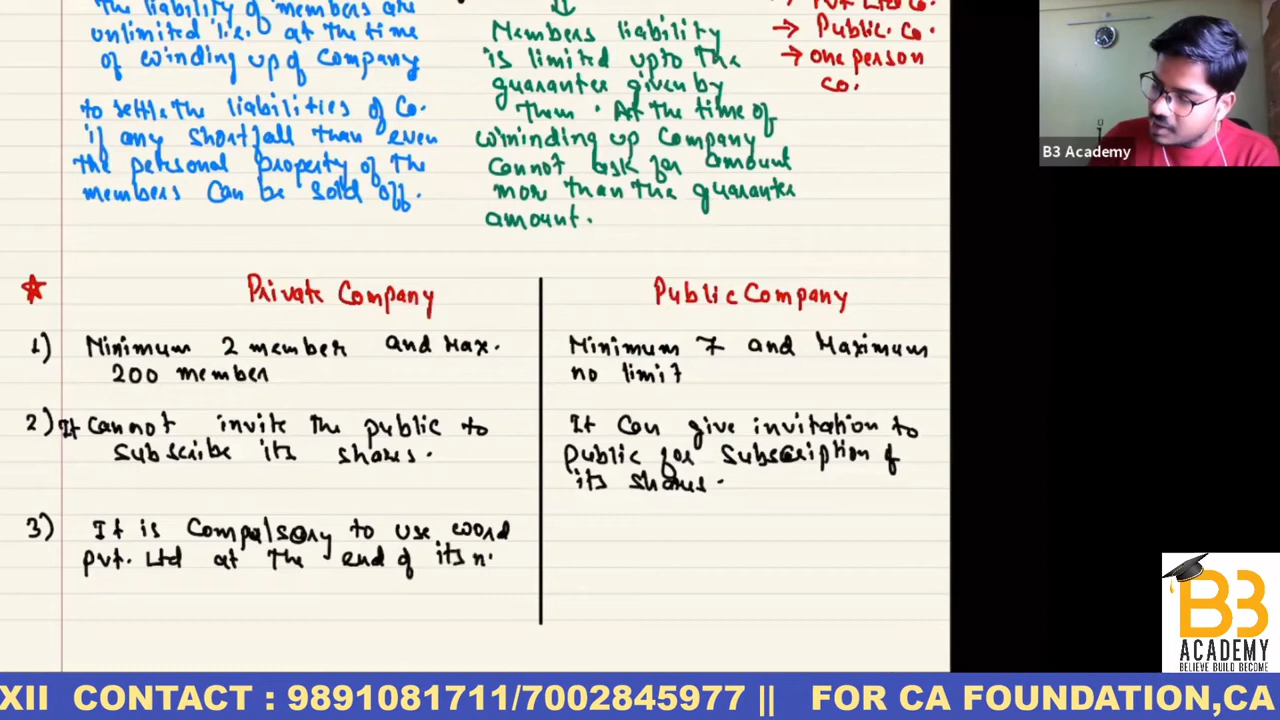 The liability of members are
unlimited i.e. at the time
of winding up of Company
to settle the liabilities of Co.
if any shortfall than even
the personal property of the
members Can be sold off.
Members liability
is limited upto the
guarantee given by
them. At the time of
wininding up Company
Cannot ask for amount
more than the guarantee
amount.
→ Pvt Ltd Co.
→ Public. Co.
→ one person
co.
B3 Academy
Private Company
Public Company
1) Minimum 2 member and Max.
200 member
Minimum 7 and Maximum
no limit
2) It Cannot invite the public to
Subscribe its shares.
It Can give invitation to
public for Subscription of
its shares.
3) It is Compulsory to use word
pvt. Ltd at the end of its n
B3
ACADEMY
BELIEVE BUILD BECOME
XII CONTACT : 9891081711/7002845977 || FOR CA FOUNDATION,CA